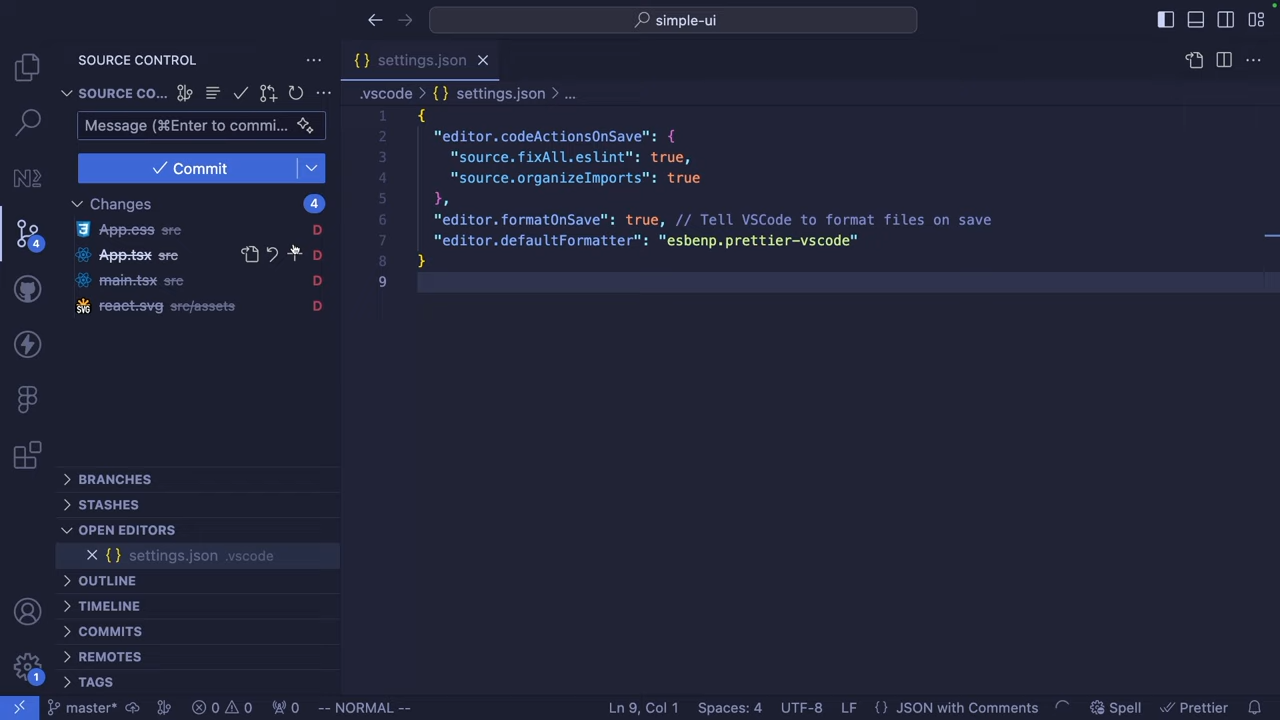 simple-ui
SOURCE CONTROL
SOURCE CO...
Message (⌘Enter to commi...
Commit
Changes 4
App.css src D
App.tsx src D
main.tsx src D
react.svg src/assets D
4
BRANCHES
STASHES
OPEN EDITORS
{} settings.json .vscode
OUTLINE
TIMELINE
COMMITS
REMOTES
TAGS
1
{} settings.json
.vscode > {} settings.json > ...
1 {
2 "editor.codeActionsOnSave": {
3 "source.fixAll.eslint": true,
4 "source.organizeImports": true
5 },
6 "editor.formatOnSave": true, // Tell VSCode to format files on save
7 "editor.defaultFormatter": "esbenp.prettier-vscode"
8 }
9
master* 0 0 0 -- NORMAL -- Ln 9, Col 1 Spaces: 4 UTF-8 LF {} JSON with Comments Spell Prettier